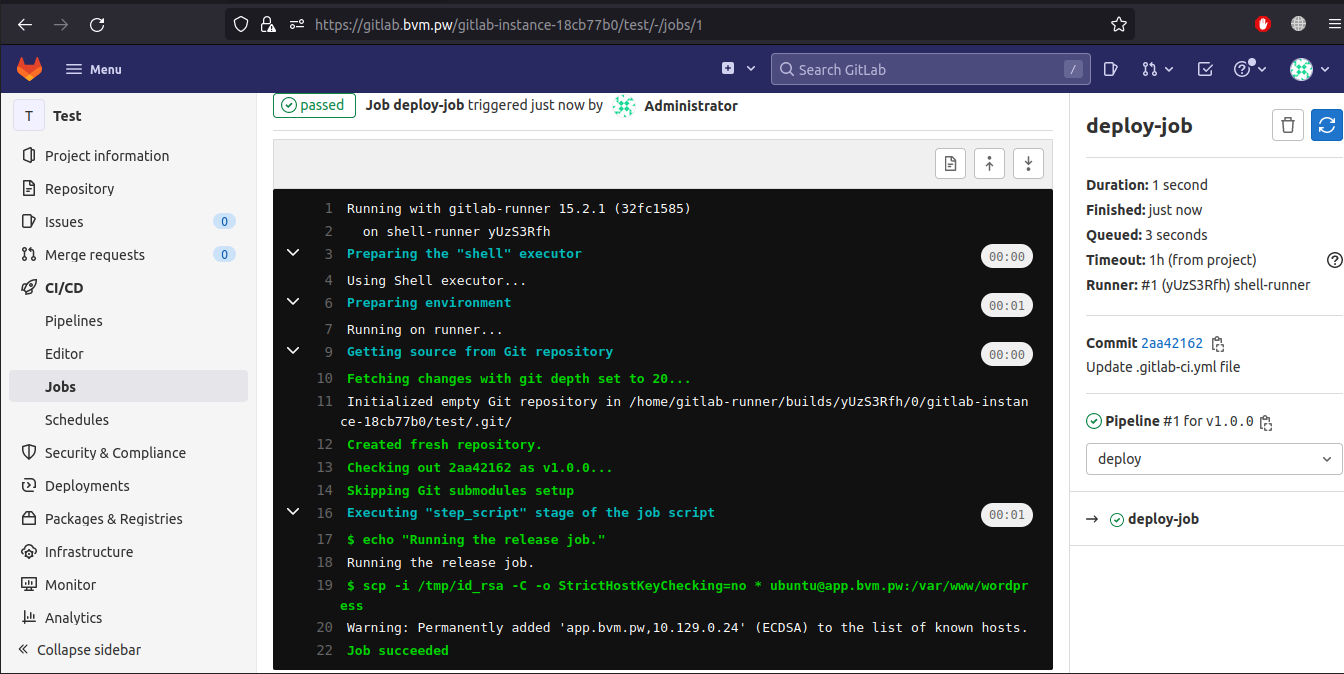 https://gitlab.bvm.pw/gitlab-instance-18cb77b0/test/-/jobs/1
Menu
Search GitLab
/
T
Test
Project information
Repository
Issues
0
Merge requests
0
CI/CD
Pipelines
Editor
Jobs
Schedules
Security & Compliance
Deployments
Packages & Registries
Infrastructure
Monitor
Analytics
Collapse sidebar
passed
Job deploy-job triggered just now by Administrator
1 Running with gitlab-runner 15.2.1 (32fc1585)
2 on shell-runner yUzS3Rfh
3 Preparing the "shell" executor 00:00
4 Using Shell executor...
6 Preparing environment 00:01
7 Running on runner...
9 Getting source from Git repository 00:00
10 Fetching changes with git depth set to 20...
11 Initialized empty Git repository in /home/gitlab-runner/builds/yUzS3Rfh/0/gitlab-instan
ce-18cb77b0/test/.git/
12 Created fresh repository.
13 Checking out 2aa42162 as v1.0.0...
14 Skipping Git submodules setup
16 Executing "step_script" stage of the job script 00:01
17 $ echo "Running the release job."
18 Running the release job.
19 $ scp -i /tmp/id_rsa -C -o StrictHostKeyChecking=no * ubuntu@app.bvm.pw:/var/www/wordpr
ess
20 Warning: Permanently added 'app.bvm.pw,10.129.0.24' (ECDSA) to the list of known hosts.
22 Job succeeded
deploy-job
Duration: 1 second
Finished: just now
Queued: 3 seconds
Timeout: 1h (from project)
Runner: #1 (yUzS3Rfh) shell-runner
Commit 2aa42162
Update .gitlab-ci.yml file
Pipeline #1 for v1.0.0
deploy
deploy-job